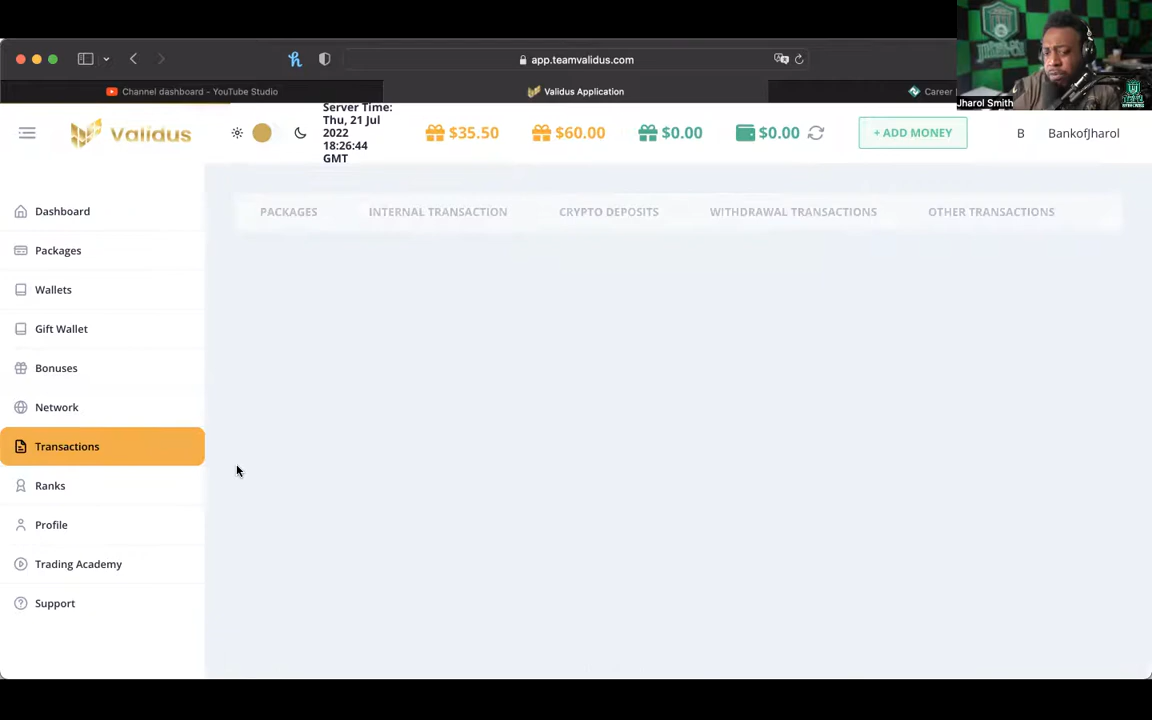 app.teamvalidus.com
Channel dashboard - YouTube Studio
Validus Application
Career
Jharol Smith
Validus
Server Time:
Thu, 21 Jul
2022
18:26:44
GMT
$35.50
$60.00
$0.00
$0.00
+ ADD MONEY
B
BankofJharol
Dashboard
Packages
Wallets
Gift Wallet
Bonuses
Network
Transactions
Ranks
Profile
Trading Academy
Support
PACKAGES
INTERNAL TRANSACTION
CRYPTO DEPOSITS
WITHDRAWAL TRANSACTIONS
OTHER TRANSACTIONS